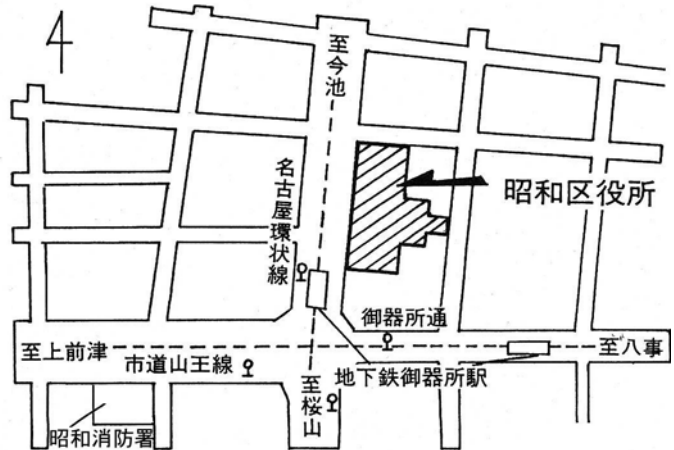 至今池
名古屋環状線
昭和区役所
御器所通
至上前津
至八事
市道山王線
地下鉄御器所駅
至桜山
昭和消防署